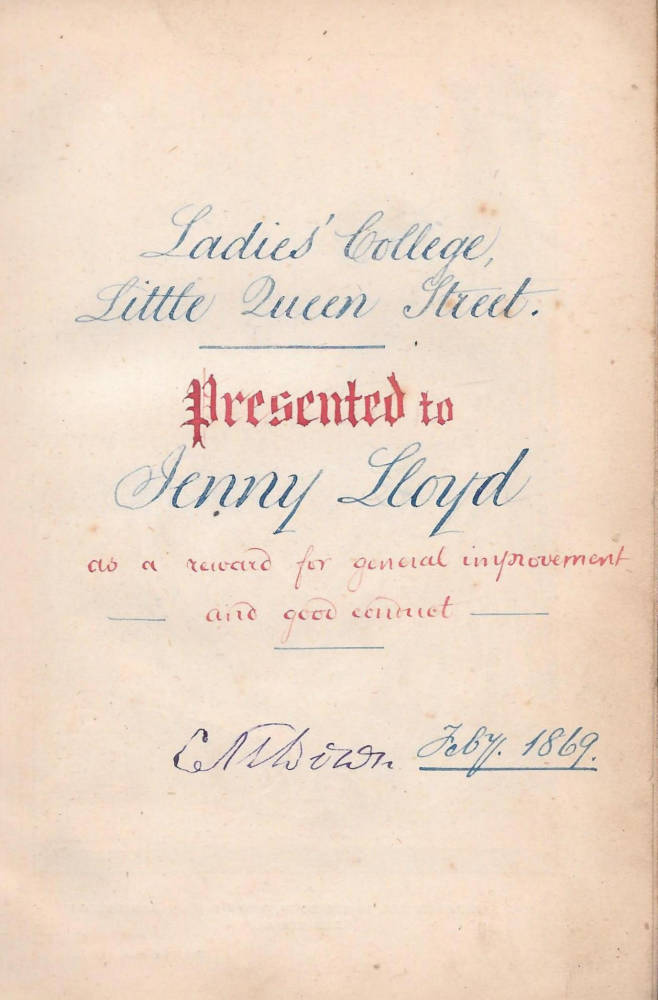 Ladies' College,
Little Queen Street.
Presented to
Jenny Lloyd
as a reward for general improvement
— and good conduct —
Feby. 1869.